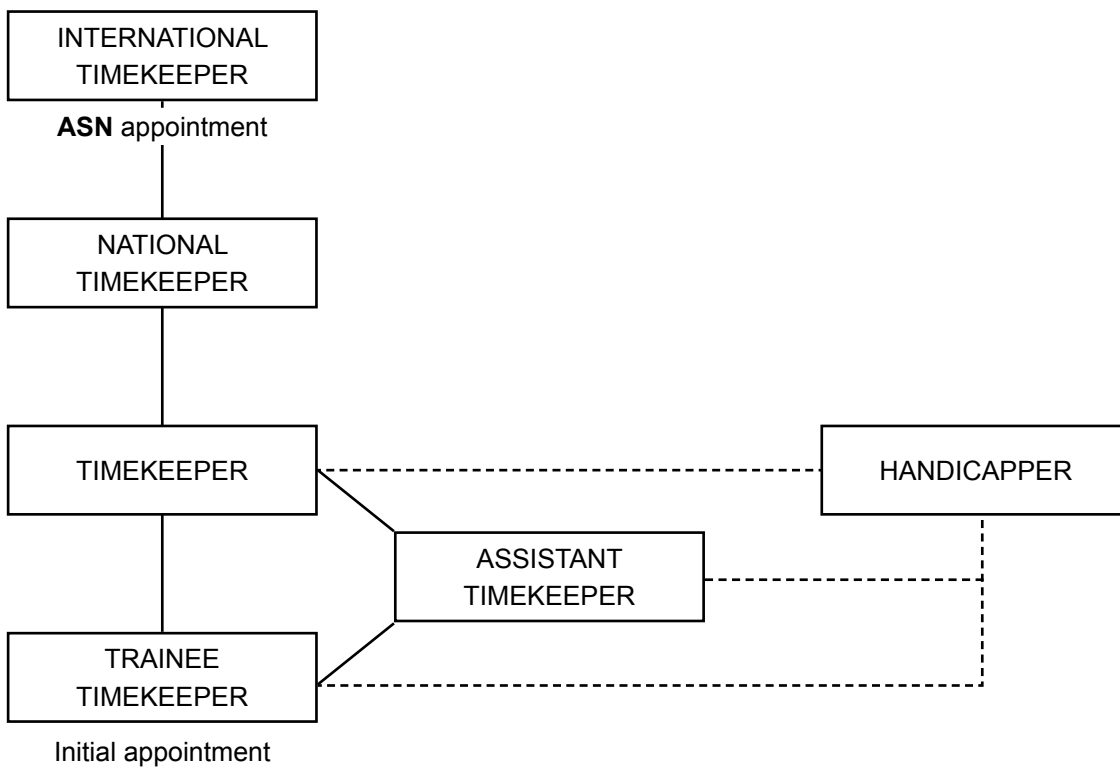 INTERNATIONAL
TIMEKEEPER
ASN appointment
NATIONAL
TIMEKEEPER
TIMEKEEPER
HANDICAPPER
ASSISTANT
TIMEKEEPER
TRAINEE
TIMEKEEPER
Initial appointment